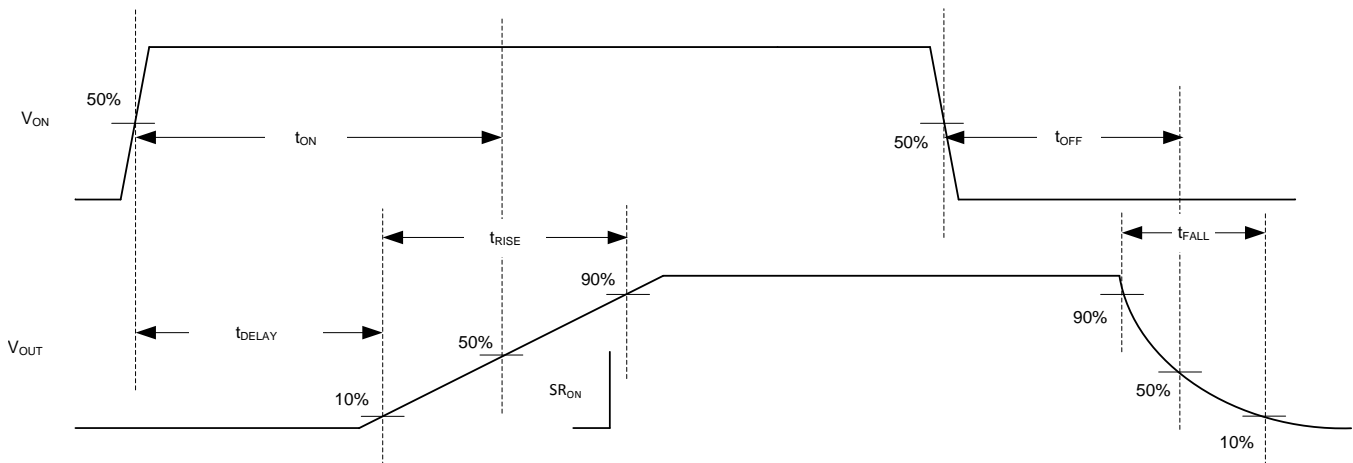 50%
V_ON
t_ON
50%
t_OFF
t_RISE
t_FALL
90%
90%
t_DELAY
50%
V_OUT
SR_ON
50%
10%
10%